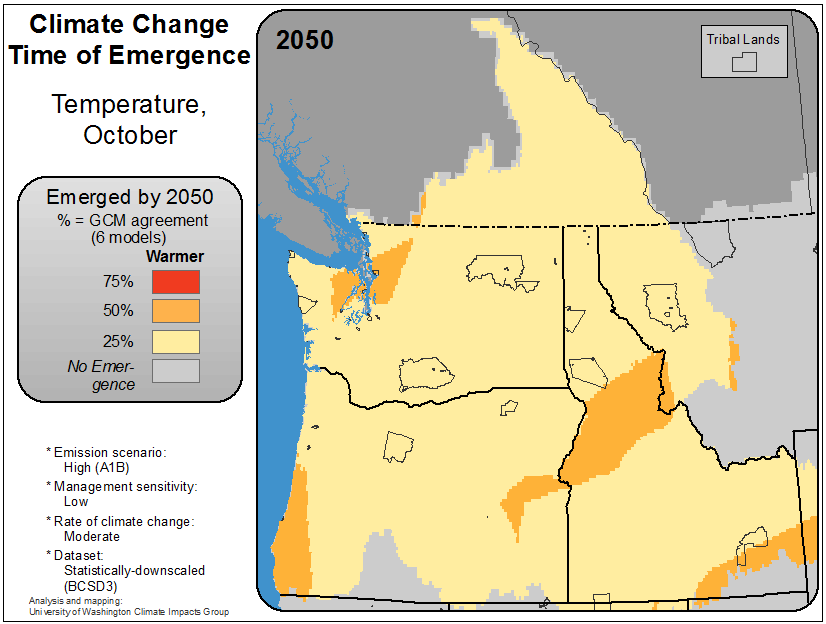 Climate Change
Time of Emergence
Temperature,
October
Emerged by 2050
% = GCM agreement
(6 models)
Warmer
75%
50%
25%
No Emer-
gence
* Emission scenario:
High (A1B)
* Management sensitivity:
Low
* Rate of climate change:
Moderate
* Dataset:
Statistically-downscaled
(BCSD3)
Analysis and mapping:
University of Washington Climate Impacts Group
2050
Tribal Lands